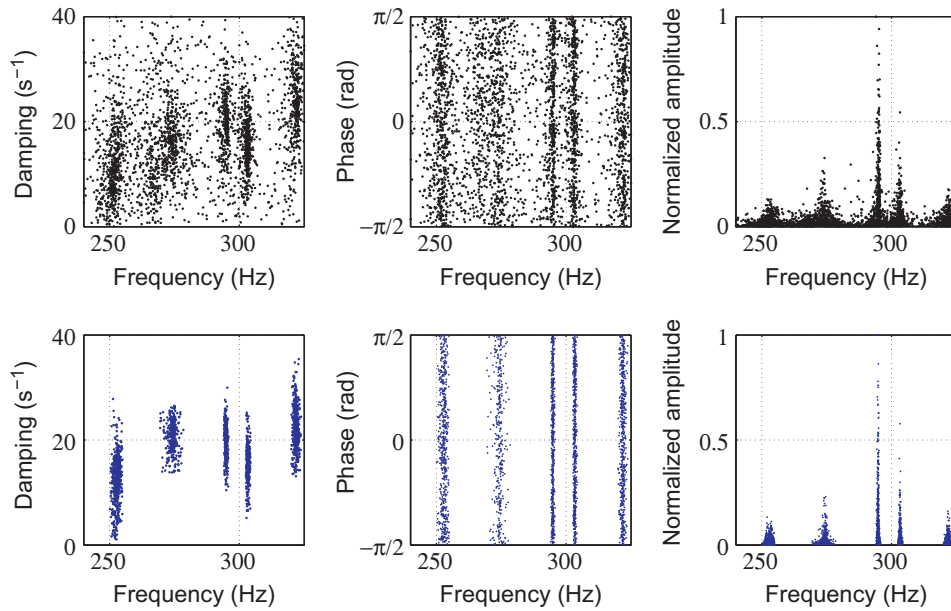 40
20
0
Damping (s⁻¹)
250
300
Frequency (Hz)
π/2
0
−π/2
Phase (rad)
250
300
Frequency (Hz)
1
0.5
0
Normalized amplitude
250
300
Frequency (Hz)
40
20
0
Damping (s⁻¹)
250
300
Frequency (Hz)
π/2
0
−π/2
Phase (rad)
250
300
Frequency (Hz)
1
0.5
0
Normalized amplitude
250
300
Frequency (Hz)